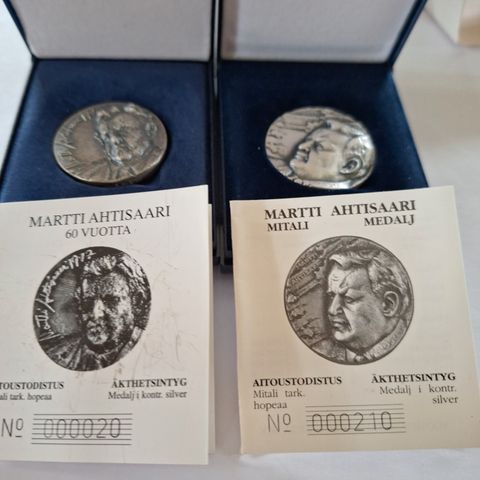 MARTTI AHTISAARI
60 VUOTTA
AITOUSTODISTUS ÄKTHETSINTYG
Mitali tark. hopeaa Medalj i kontr. silver
Nº 000020
MARTTI AHTISAARI
MITALI MEDALJ
AITOUSTODISTUS ÄKTHETSINTYG
Mitali tark. Medalj i kontr.
hopeaa silver
Nº 000210